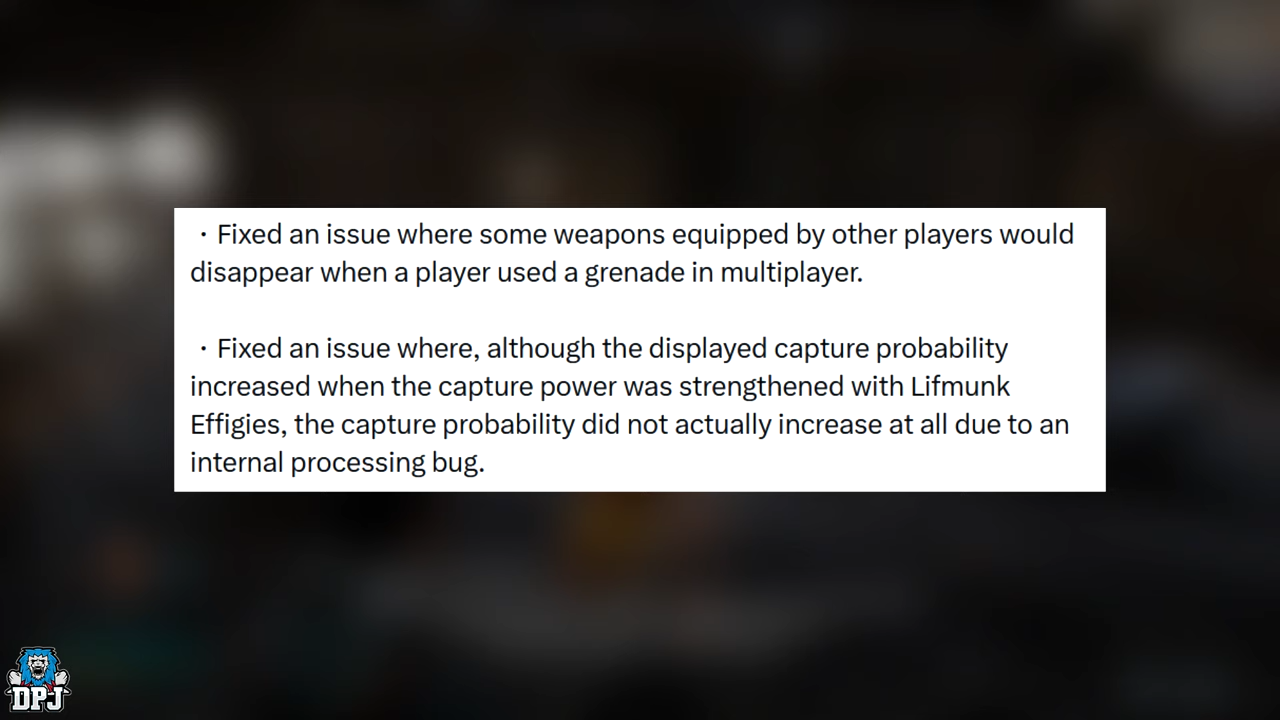 ・Fixed an issue where some weapons equipped by other players would
disappear when a player used a grenade in multiplayer.
・Fixed an issue where, although the displayed capture probability
increased when the capture power was strengthened with Lifmunk
Effigies, the capture probability did not actually increase at all due to an
internal processing bug.
DPJ